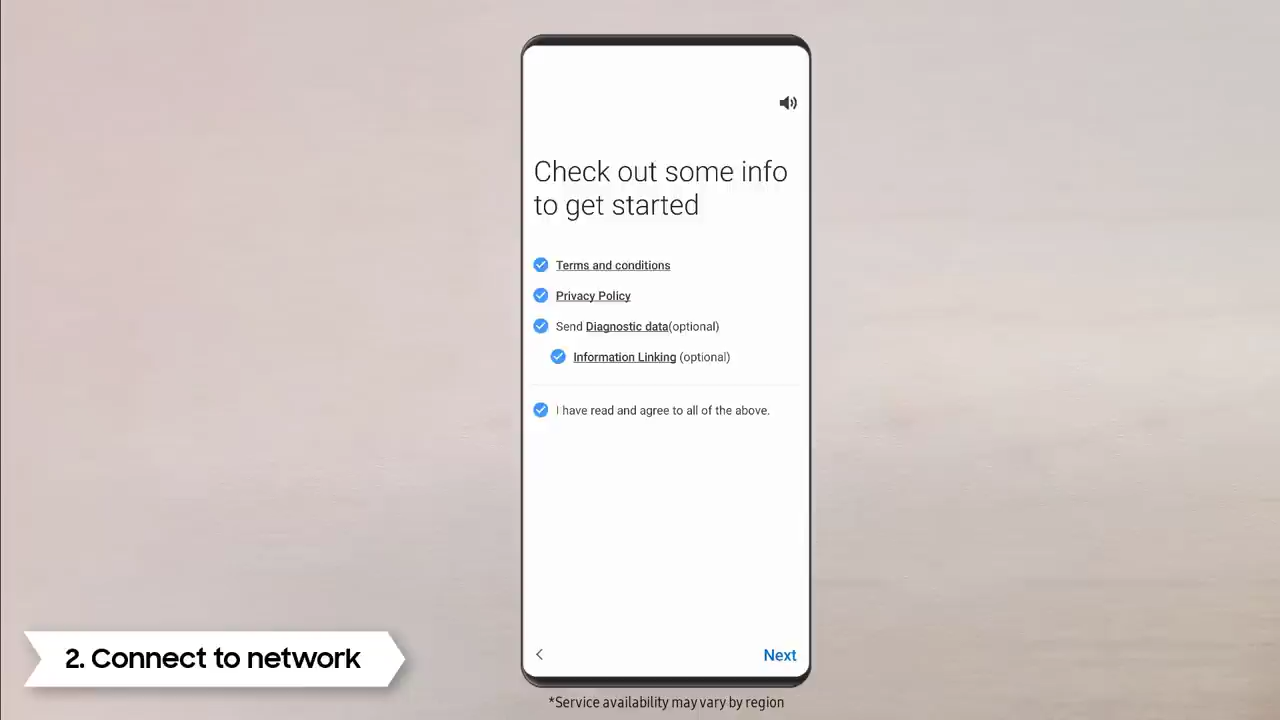 Check out some info
to get started
Terms and conditions
Privacy Policy
Send Diagnostic data(optional)
Information Linking (optional)
I have read and agree to all of the above.
Next
2. Connect to network
*Service availability may vary by region